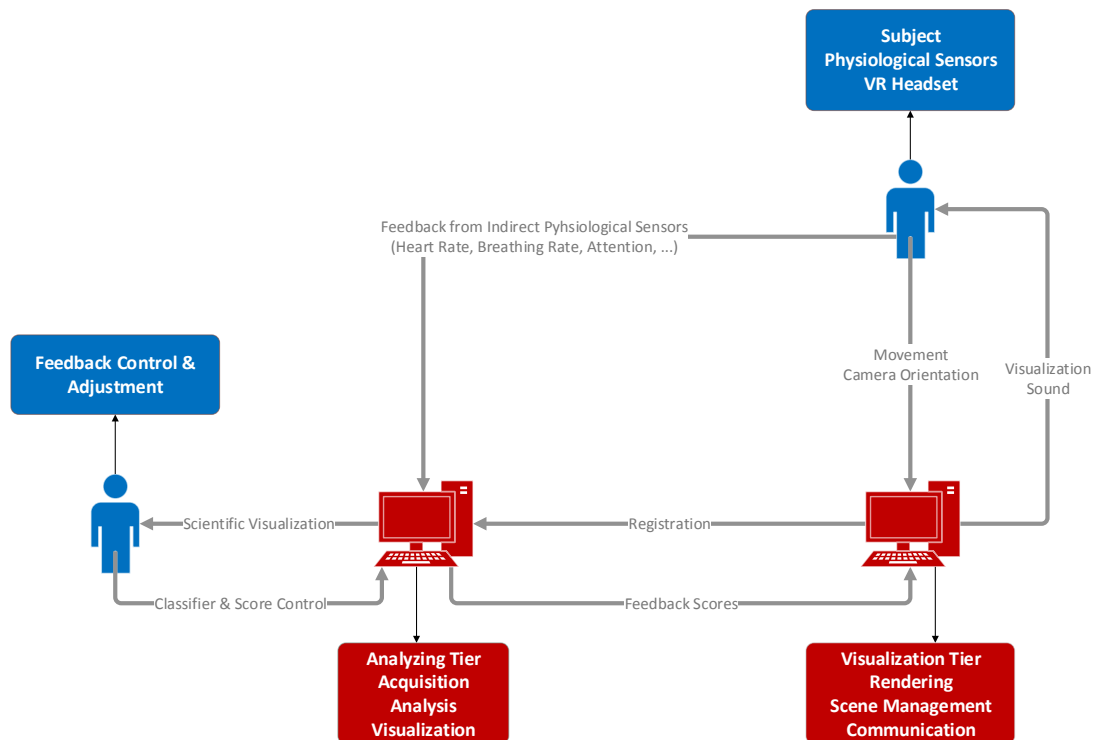 Subject
Physiological Sensors
VR Headset
Feedback from Indirect Pyhsiological Sensors
(Heart Rate, Breathing Rate, Attention, ...)
Feedback Control &
Adjustment
Movement
Camera Orientation
Visualization
Sound
Scientific Visualization
Registration
Classifier & Score Control
Feedback Scores
Analyzing Tier
Acquisition
Analysis
Visualization
Visualization Tier
Rendering
Scene Management
Communication